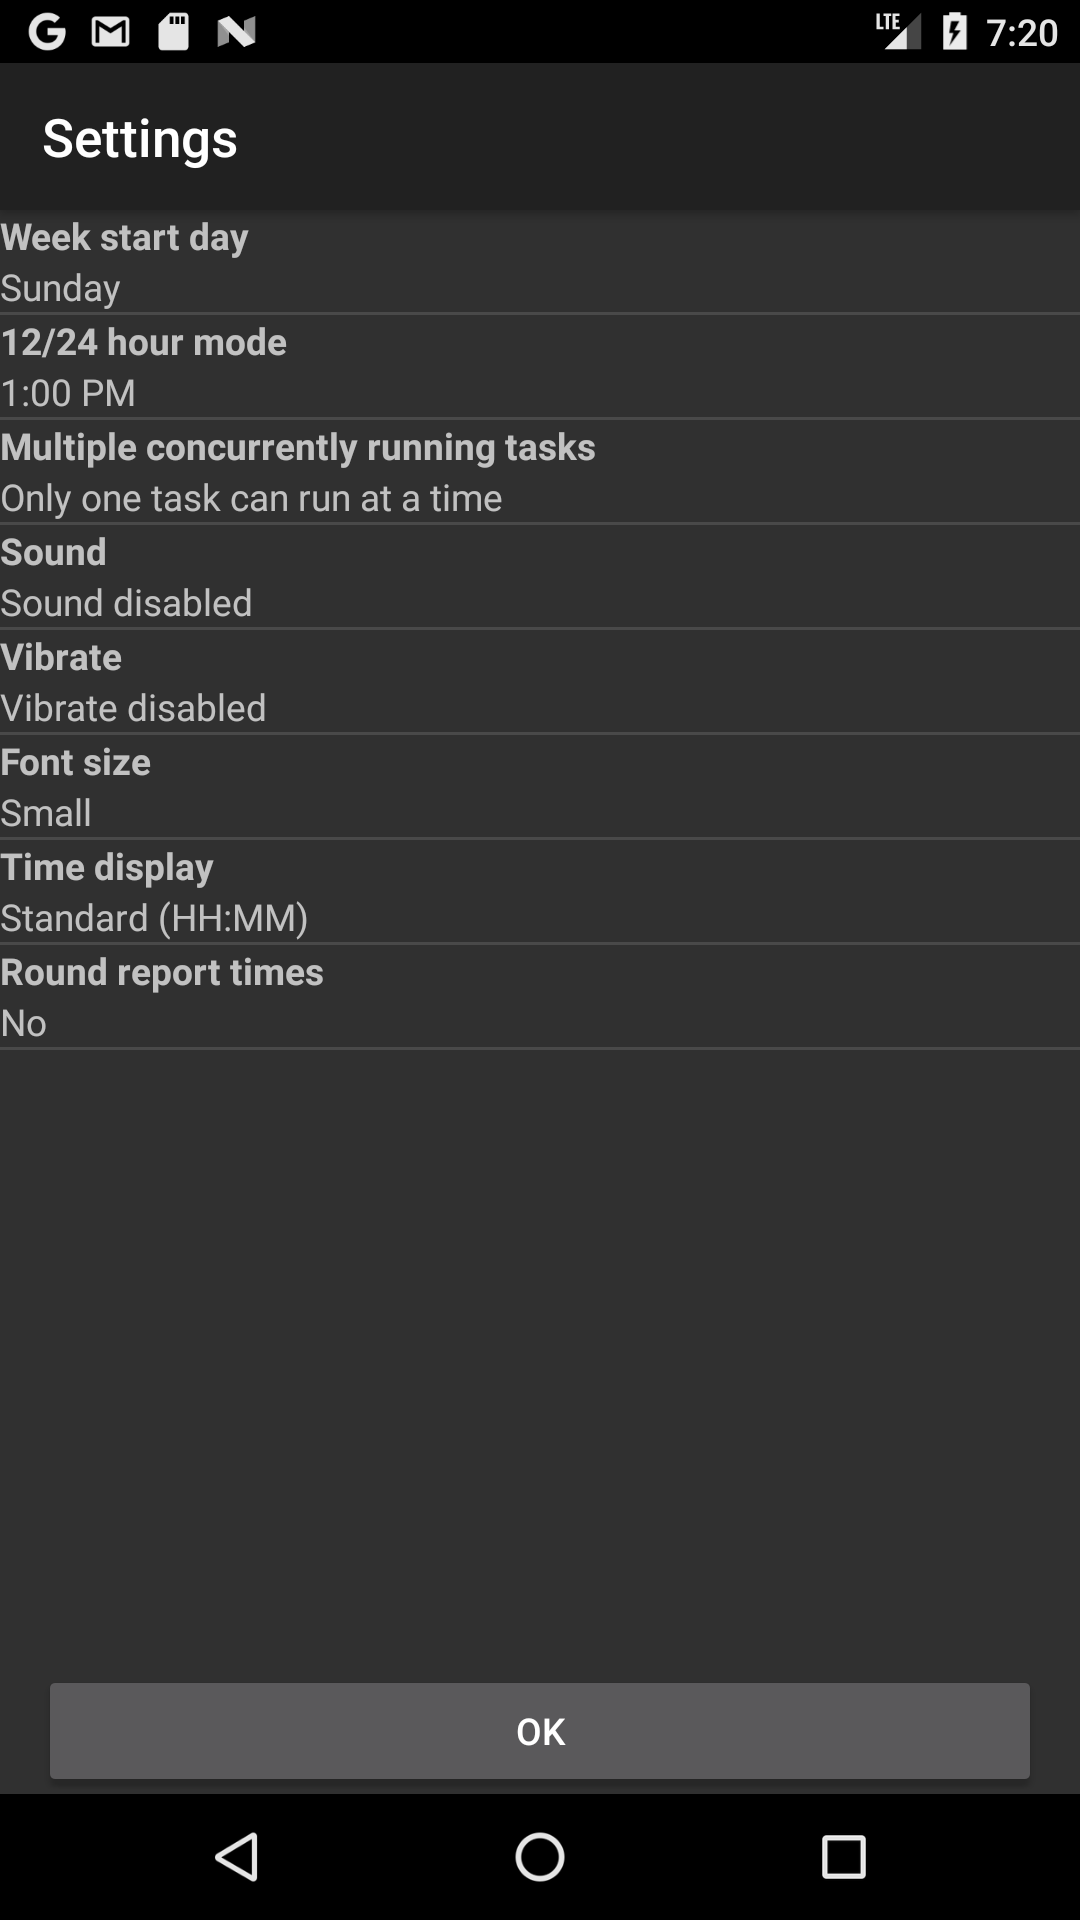 LTE 7:20
Settings
Week start day
Sunday
12/24 hour mode
1:00 PM
Multiple concurrently running tasks
Only one task can run at a time
Sound
Sound disabled
Vibrate
Vibrate disabled
Font size
Small
Time display
Standard (HH:MM)
Round report times
No
OK